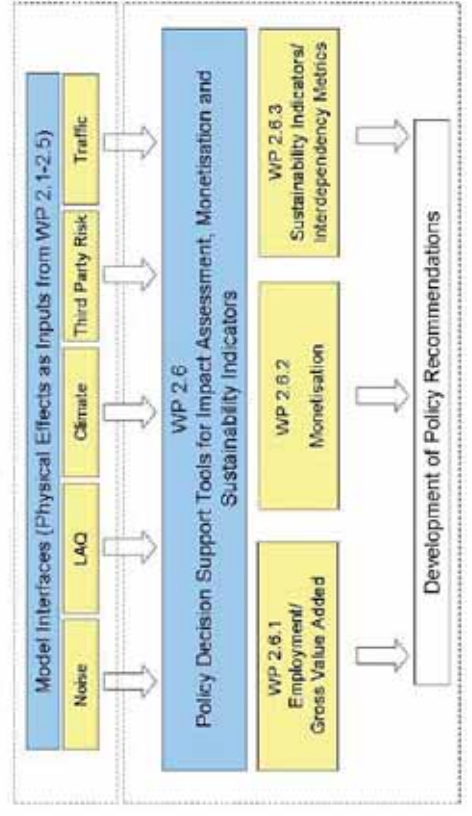 Model Interfaces (Physical Effects as Inputs from WP 2.1-2.5)
Noise
LAQ
Climate
Third Party Risk
Traffic
WP 2.6
Policy Decision Support Tools for Impact Assessment, Monetisation and
Sustainability Indicators
WP 2.6.1
Employment/
Gross Value Added
WP 2.6.2
Monetisation
WP 2.6.3
Sustainability Indicators/
Interdependency Metrics
Development of Policy Recommendations